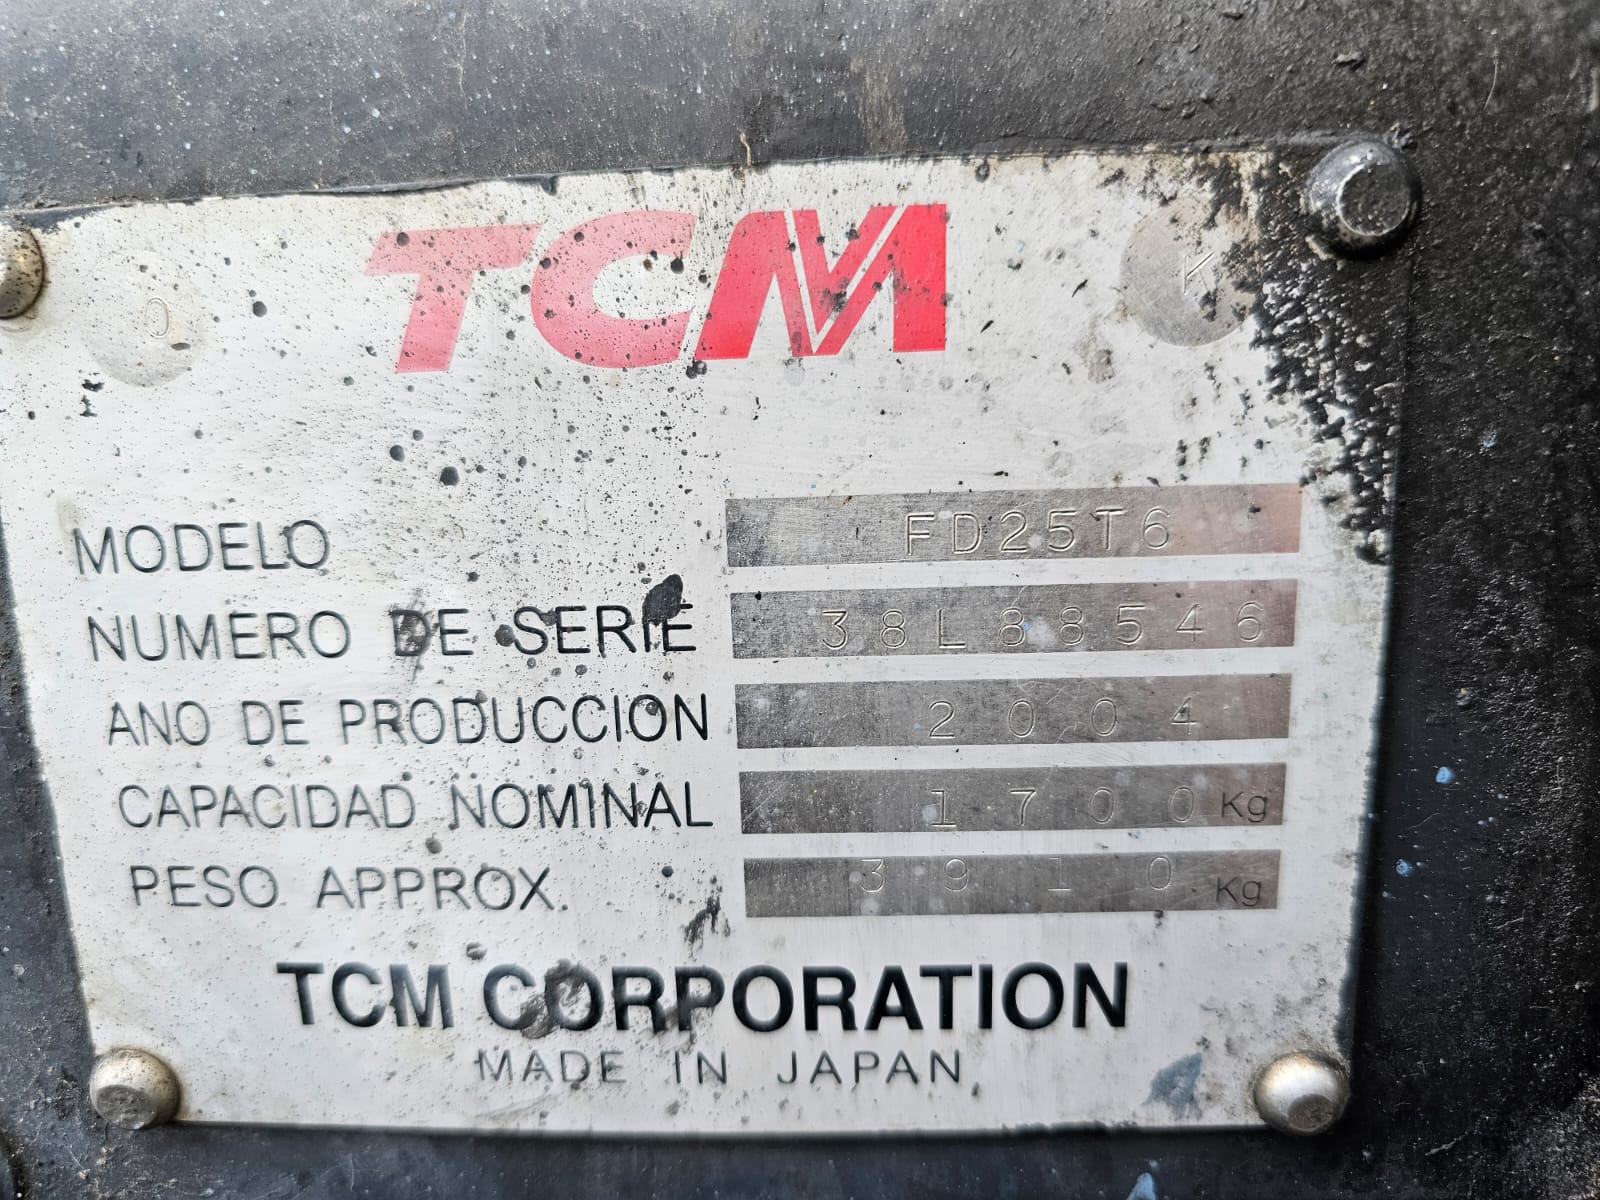 O K
TCM
MODELO FD25T6
NUMERO DE SERIE 38L88546
ANO DE PRODUCCION 2004
CAPACIDAD NOMINAL 1700 Kg
PESO APPROX. 3910 Kg
TCM CORPORATION
MADE IN JAPAN